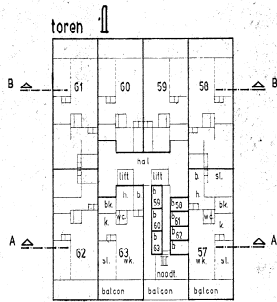 toren 1
B 61 60 59 58 B
hal
lift lift b. sl.
h. b. b h.
59
bk. b 58 bk.
b b 61
wc. 60 wc.
k. b b 62 k.
A 62 63 63 b 57 A
sl. wk. wk. sl.
noodt.
balcon balcon balcon